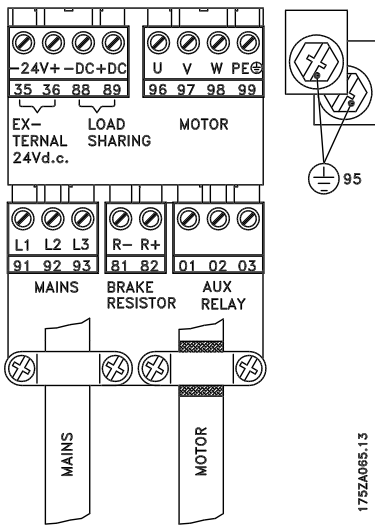 −24V+ −DC+DC U V W PE⏚
35 36 88 89 96 97 98 99
EX− LOAD MOTOR
TERNAL SHARING
24Vd.c.
95
L1 L2 L3 R− R+
91 92 93 81 82 01 02 03
MAINS BRAKE AUX
RESISTOR RELAY
MAINS
MOTOR
175ZA065.13